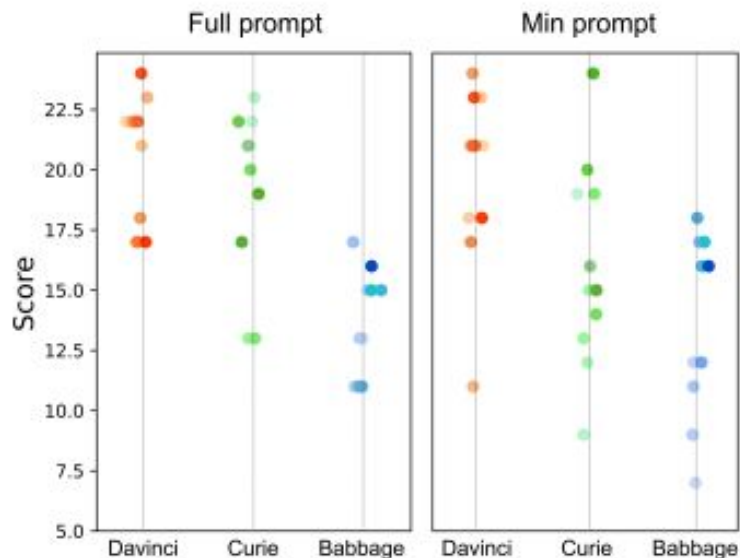 Full prompt
Min prompt
Score
22.5
20.0
17.5
15.0
12.5
10.0
7.5
5.0
Davinci
Curie
Babbage
Davinci
Curie
Babbage